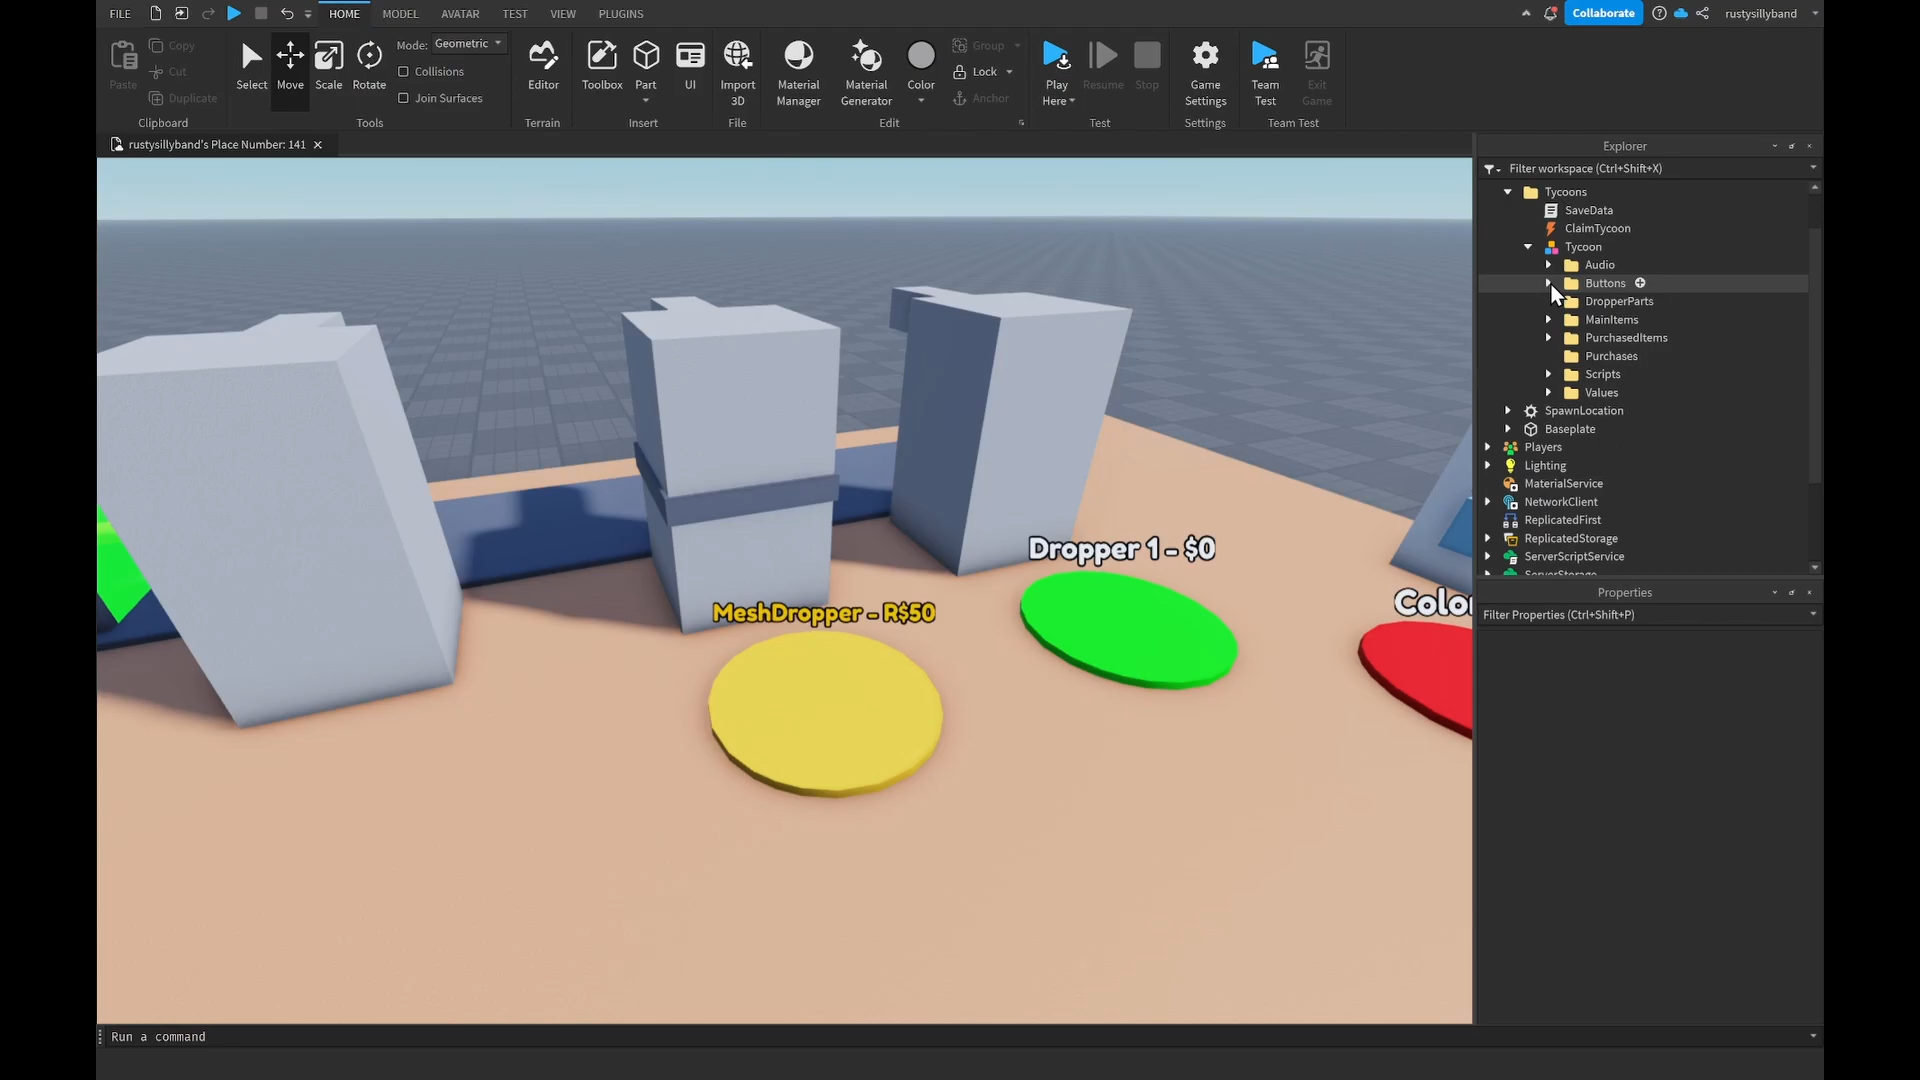 FILE
HOME
MODEL
AVATAR
TEST
VIEW
PLUGINS
Collaborate
rustysillyband
Paste
Copy
Cut
Duplicate
Clipboard
Select
Move
Scale
Rotate
Mode: Geometric
Collisions
Join Surfaces
Tools
Editor
Terrain
Toolbox
Part
UI
Insert
Import
3D
File
Material
Manager
Material
Generator
Color
Group
Lock
Anchor
Edit
Play
Here
Resume
Stop
Test
Game
Settings
Settings
Team
Test
Exit
Game
Team Test
rustysillyband's Place Number: 141
MeshDropper - R$50
Dropper 1 - $0
Explorer
Filter workspace (Ctrl+Shift+X)
Tycoons
SaveData
ClaimTycoon
Tycoon
Audio
Buttons
DropperParts
MainItems
PurchasedItems
Purchases
Scripts
Values
SpawnLocation
Baseplate
Players
Lighting
MaterialService
NetworkClient
ReplicatedFirst
ReplicatedStorage
ServerScriptService
ServerStorage
Properties
Filter Properties (Ctrl+Shift+P)
Run a command